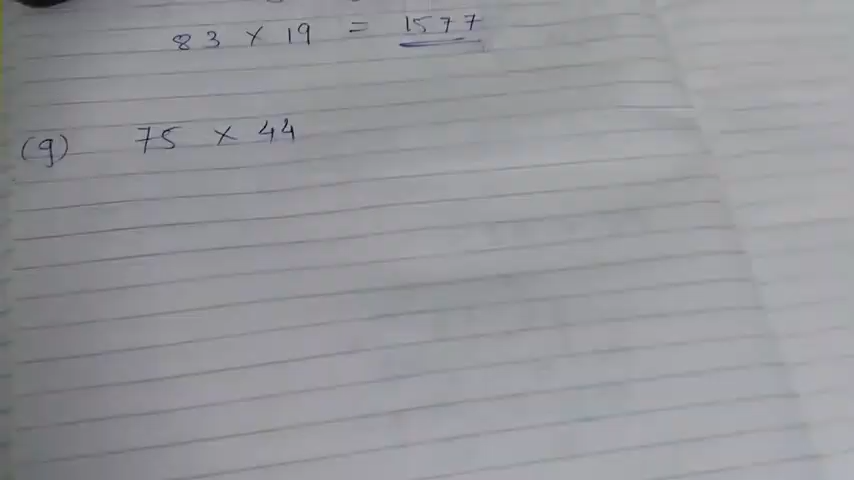 83 × 19 = 1577
(9) 75 × 44